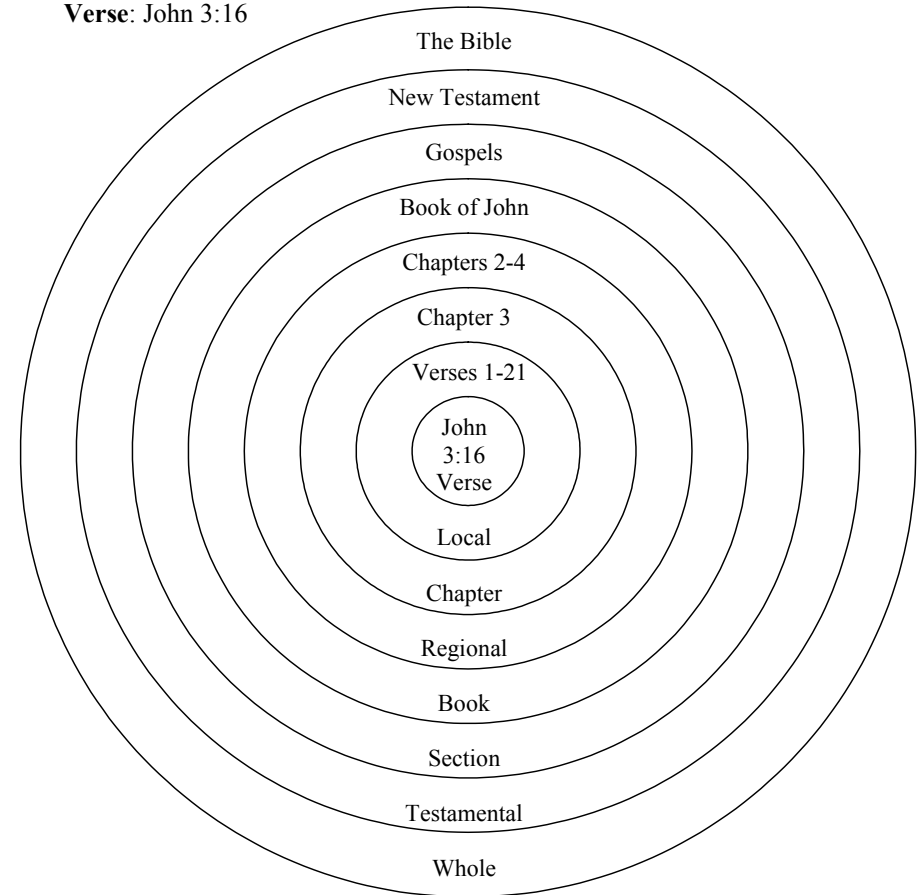 Verse: John 3:16
The Bible
New Testament
Gospels
Book of John
Chapters 2-4
Chapter 3
Verses 1-21
John
3:16
Verse
Local
Chapter
Regional
Book
Section
Testamental
Whole